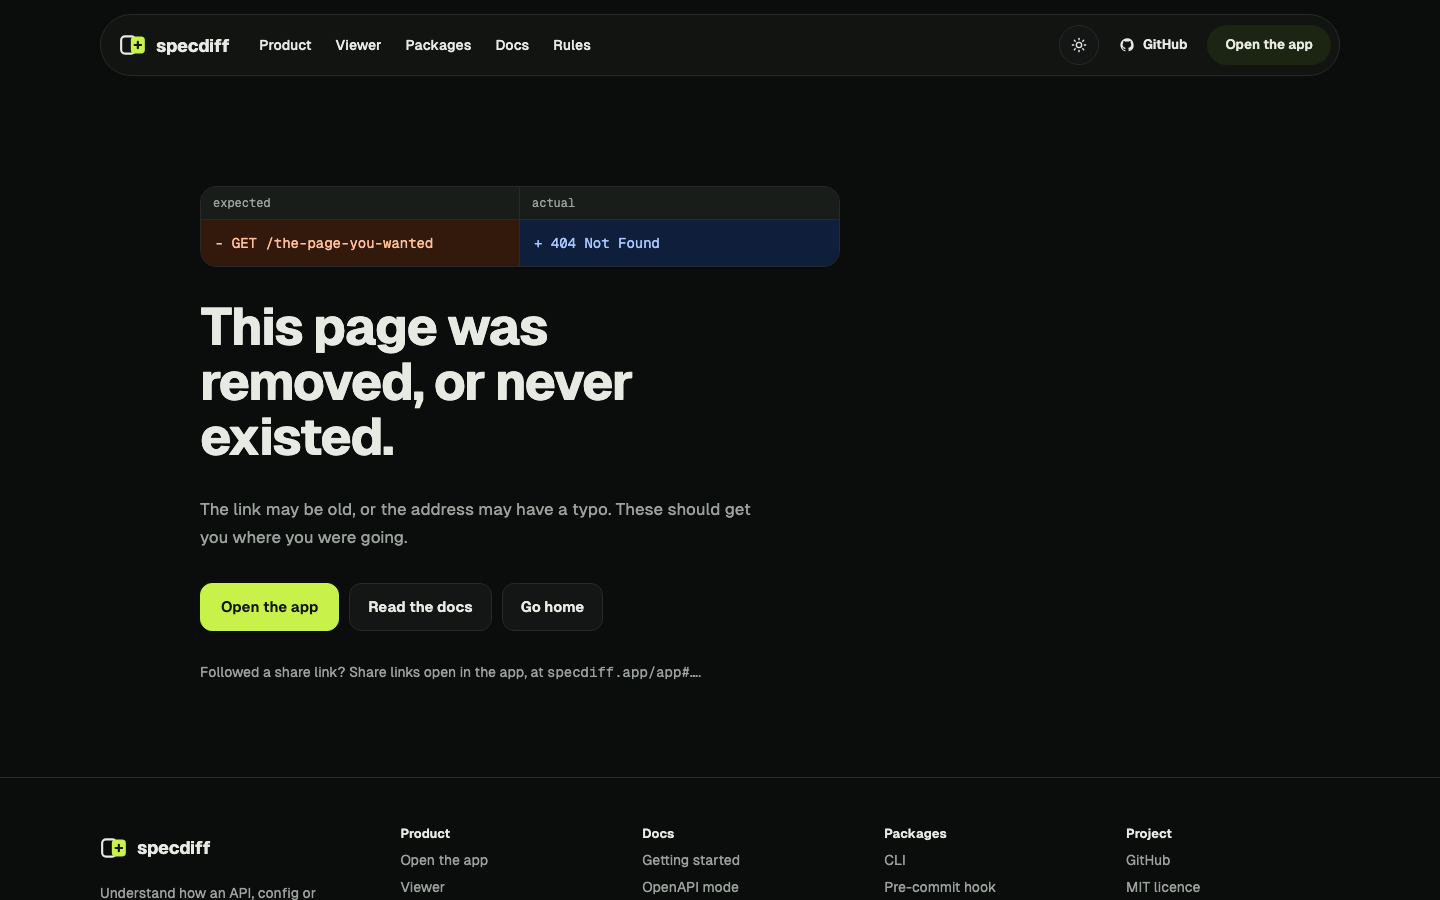 specdiff Product Viewer Packages Docs Rules GitHub Open the app
expected actual
- GET /the-page-you-wanted + 404 Not Found
This page was
removed, or never
existed.
The link may be old, or the address may have a typo. These should get
you where you were going.
Open the app Read the docs Go home
Followed a share link? Share links open in the app, at specdiff.app/app#….
specdiff
Understand how an API, config or
Product
Open the app
Viewer
Docs
Getting started
OpenAPI mode
Packages
CLI
Pre-commit hook
Project
GitHub
MIT licence